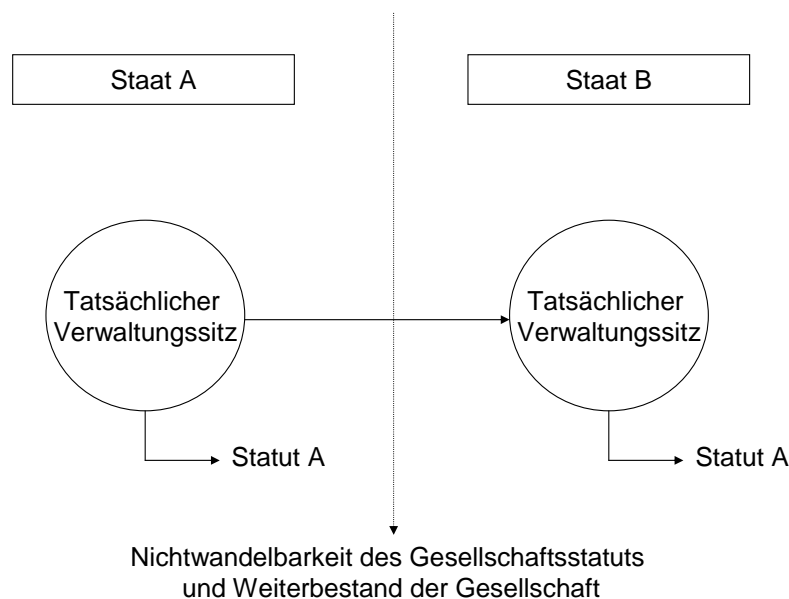 Staat A
Staat B
Tatsächlicher
Verwaltungssitz
Tatsächlicher
Verwaltungssitz
Statut A
Statut A
Nichtwandelbarkeit des Gesellschaftsstatuts
und Weiterbestand der Gesellschaft